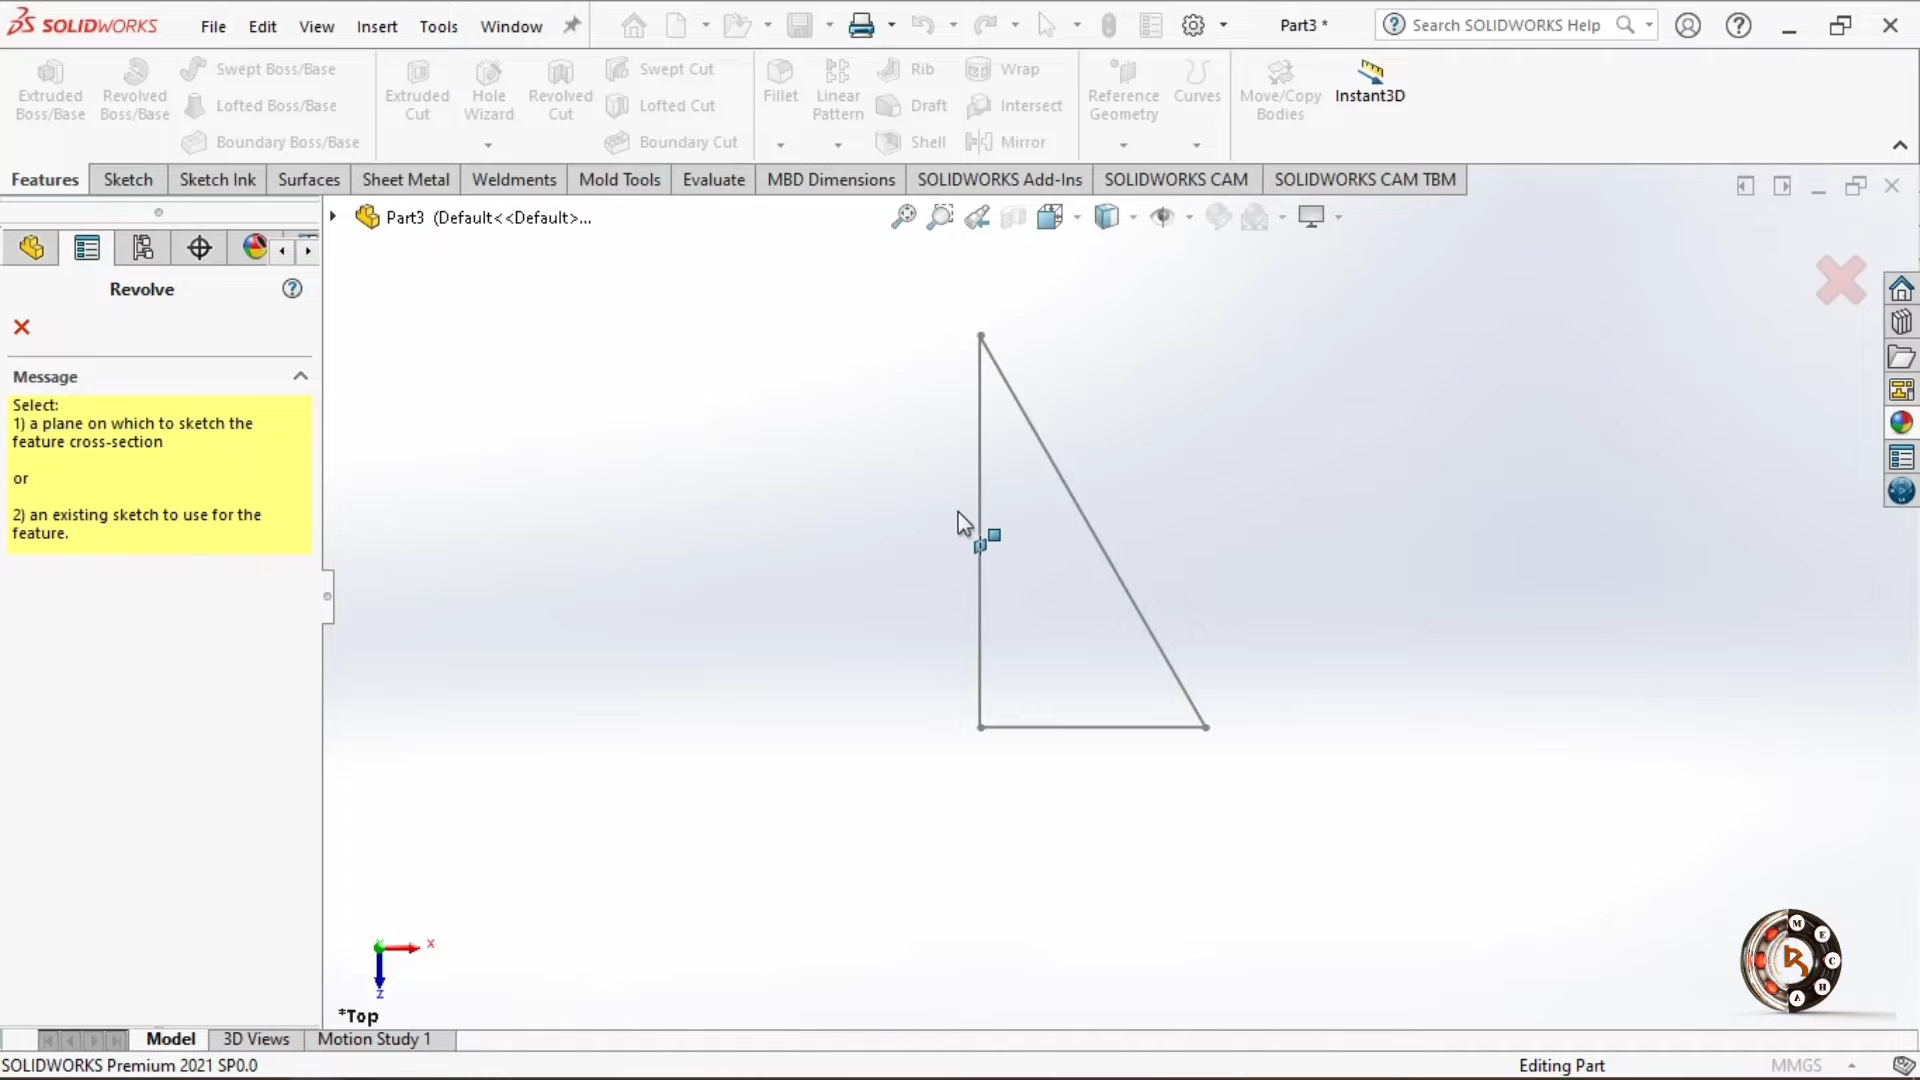 SOLIDWORKS File Edit View Insert Tools Window Part3 * Search SOLIDWORKS Help
Extruded Boss/Base
Revolved Boss/Base
Swept Boss/Base
Lofted Boss/Base
Boundary Boss/Base
Extruded Cut
Hole Wizard
Revolved Cut
Swept Cut
Lofted Cut
Boundary Cut
Fillet
Linear Pattern
Rib
Draft
Shell
Wrap
Intersect
Mirror
Reference Geometry
Curves
Move/Copy Bodies
Instant3D
Features Sketch Sketch Ink Surfaces Sheet Metal Weldments Mold Tools Evaluate MBD Dimensions SOLIDWORKS Add-Ins SOLIDWORKS CAM SOLIDWORKS CAM TBM
Part3 (Default<<Default>...
Revolve
Message
Select:
1) a plane on which to sketch the
feature cross-section
or
2) an existing sketch to use for the
feature.
X
Z
*Top
M
E
C
H
A
Model 3D Views Motion Study 1
SOLIDWORKS Premium 2021 SP0.0 Editing Part MMGS